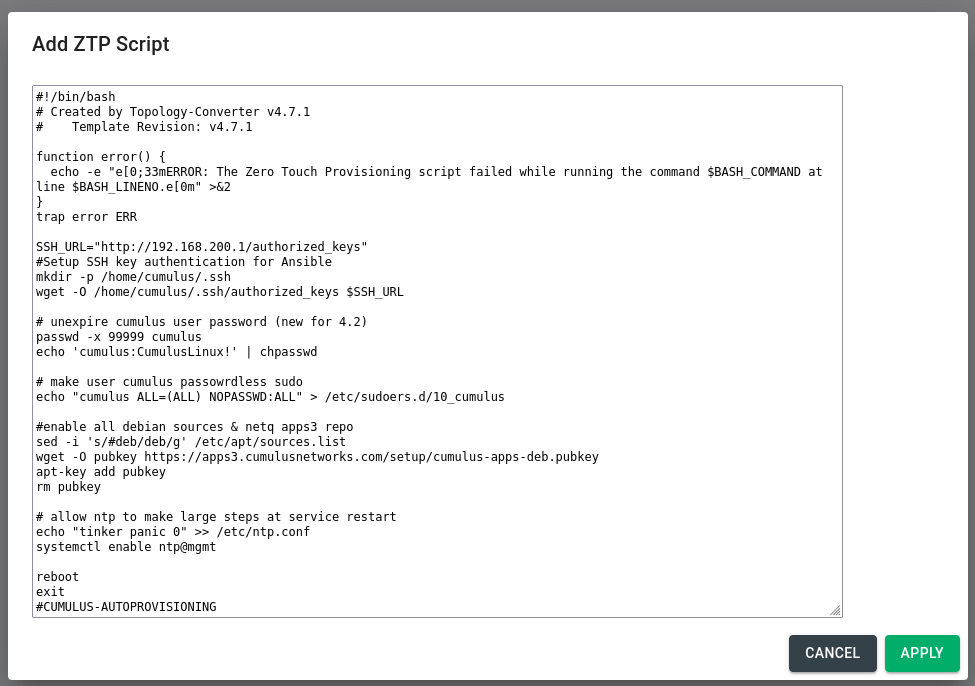 Add ZTP Script
#!/bin/bash
# Created by Topology-Converter v4.7.1
#    Template Revision: v4.7.1
function error() {
  echo -e "e[0;33mERROR: The Zero Touch Provisioning script failed while running the command $BASH_COMMAND at
line $BASH_LINENO.e[0m" >&2
}
trap error ERR
SSH_URL="http://192.168.200.1/authorized_keys"
#Setup SSH key authentication for Ansible
mkdir -p /home/cumulus/.ssh
wget -O /home/cumulus/.ssh/authorized_keys $SSH_URL
# unexpire cumulus user password (new for 4.2)
passwd -x 99999 cumulus
echo 'cumulus:CumulusLinux!' | chpasswd
# make user cumulus passowrdless sudo
echo "cumulus ALL=(ALL) NOPASSWD:ALL" > /etc/sudoers.d/10_cumulus
#enable all debian sources & netq apps3 repo
sed -i 's/#deb/deb/g' /etc/apt/sources.list
wget -O pubkey https://apps3.cumulusnetworks.com/setup/cumulus-apps-deb.pubkey
apt-key add pubkey
rm pubkey
# allow ntp to make large steps at service restart
echo "tinker panic 0" >> /etc/ntp.conf
systemctl enable ntp@mgmt
reboot
exit
#CUMULUS-AUTOPROVISIONING
CANCEL APPLY